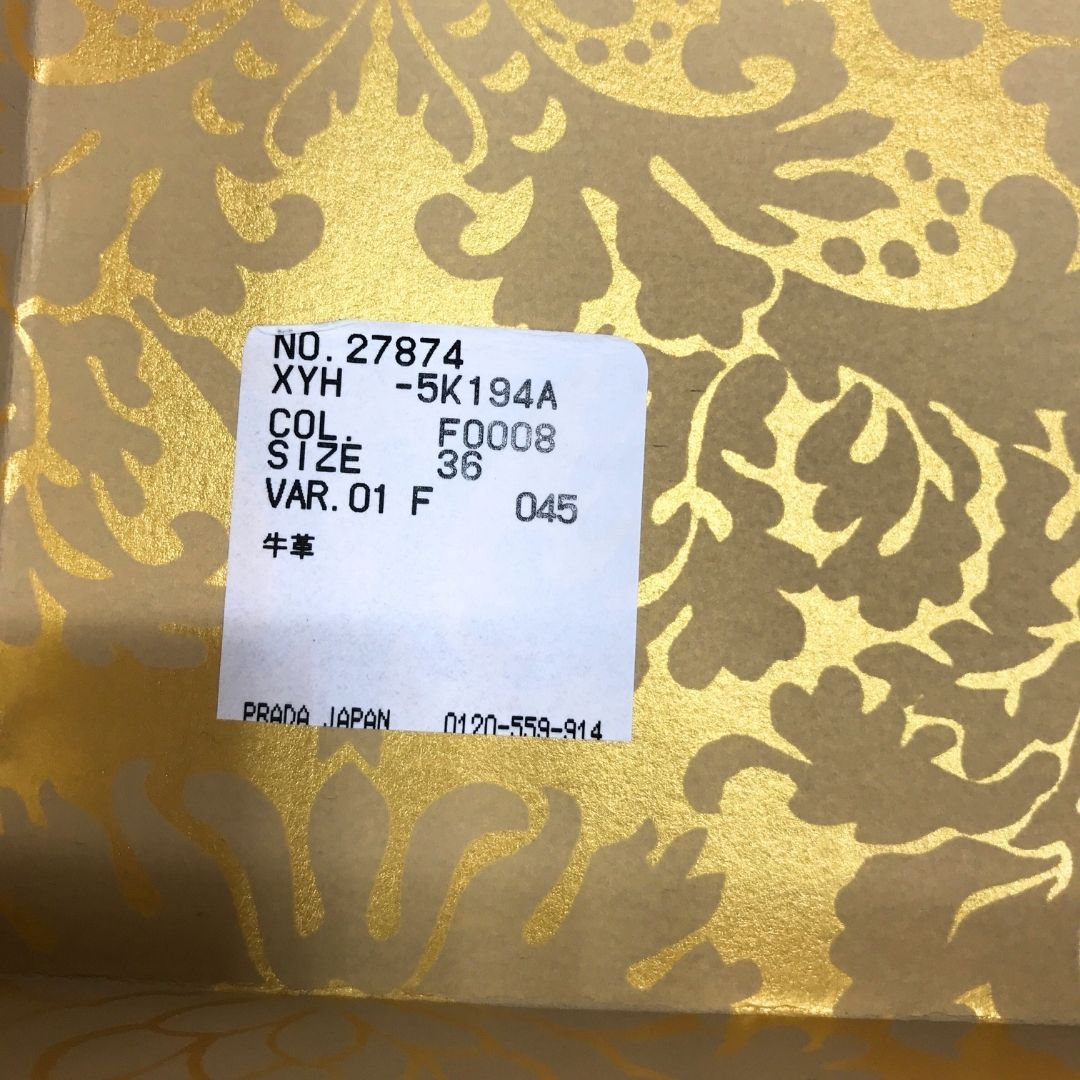 NO. 27874
XYH -5K194A
COL. F0008
SIZE 36
VAR. 01 F 045
牛革
PRADA JAPAN 0120-559-914